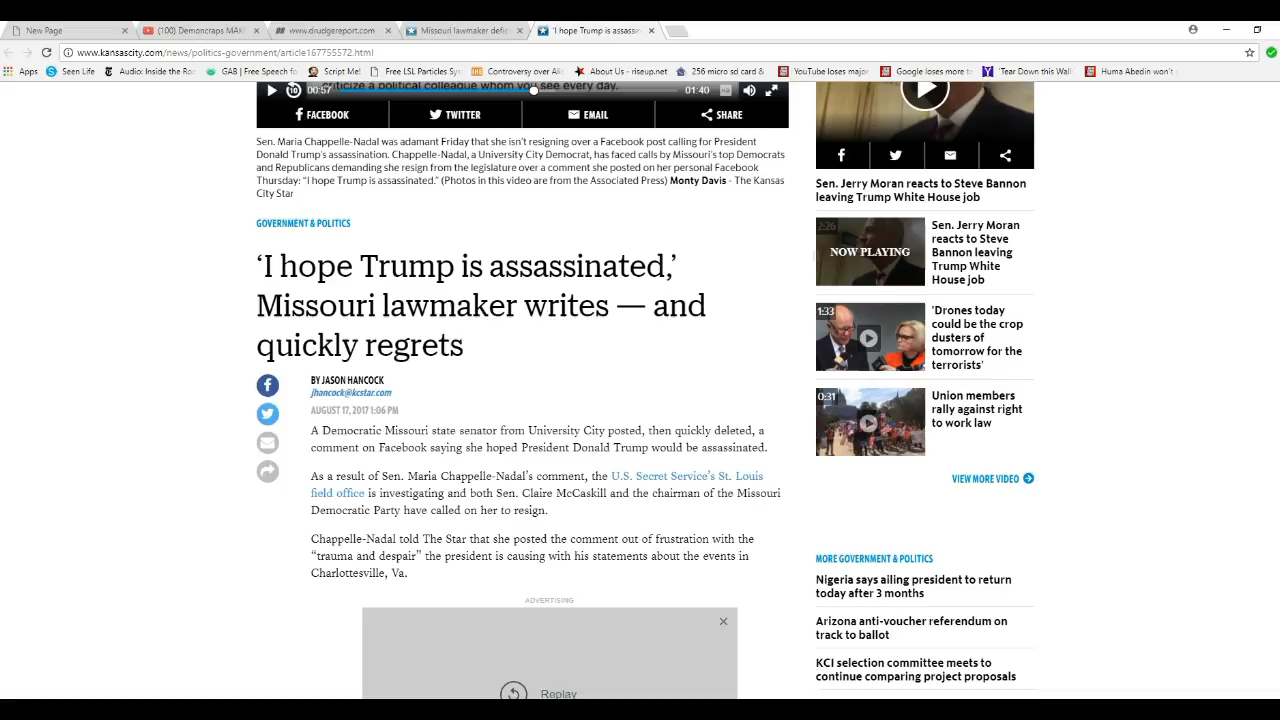 New Page
(100) Demoncraps MAK
www.drudgereport.com
Missouri lawmaker defie
'I hope Trump is assassin
www.kansascity.com/news/politics-government/article167755572.html
Apps
Seen Life
Audio: Inside the Ro
GAB | Free Speech fo
Script Me!
Free LSL Particles Sys
Controversy over Ali
About Us - riseup.net
256 micro sd card &
YouTube loses major
Google loses more to
'Tear Down this Wall
Huma Abedin won't r
criticize a political colleague whom you see every day.
00:57
01:40
FACEBOOK
TWITTER
EMAIL
SHARE
Sen. Maria Chappelle-Nadal was adamant Friday that she isn't resigning over a Facebook post calling for President
Donald Trump's assassination. Chappelle-Nadal, a University City Democrat, has faced calls by Missouri's top Democrats
and Republicans demanding she resign from the legislature over a comment she posted on her personal Facebook
Thursday: "I hope Trump is assassinated." (Photos in this video are from the Associated Press) Monty Davis - The Kansas
City Star
GOVERNMENT & POLITICS
‘I hope Trump is assassinated,’
Missouri lawmaker writes — and
quickly regrets
BY JASON HANCOCK
jhancock@kcstar.com
AUGUST 17, 2017 1:06 PM
A Democratic Missouri state senator from University City posted, then quickly deleted, a
comment on Facebook saying she hoped President Donald Trump would be assassinated.
As a result of Sen. Maria Chappelle-Nadal’s comment, the U.S. Secret Service’s St. Louis
field office is investigating and both Sen. Claire McCaskill and the chairman of the Missouri
Democratic Party have called on her to resign.
Chappelle-Nadal told The Star that she posted the comment out of frustration with the
“trauma and despair” the president is causing with his statements about the events in
Charlottesville, Va.
ADVERTISING
Replay
Sen. Jerry Moran reacts to Steve Bannon
leaving Trump White House job
2:26
NOW PLAYING
Sen. Jerry Moran
reacts to Steve
Bannon leaving
Trump White
House job
1:33
'Drones today
could be the crop
dusters of
tomorrow for the
terrorists'
0:31
Union members
rally against right
to work law
VIEW MORE VIDEO
MORE GOVERNMENT & POLITICS
Nigeria says ailing president to return
today after 3 months
Arizona anti-voucher referendum on
track to ballot
KCI selection committee meets to
continue comparing project proposals